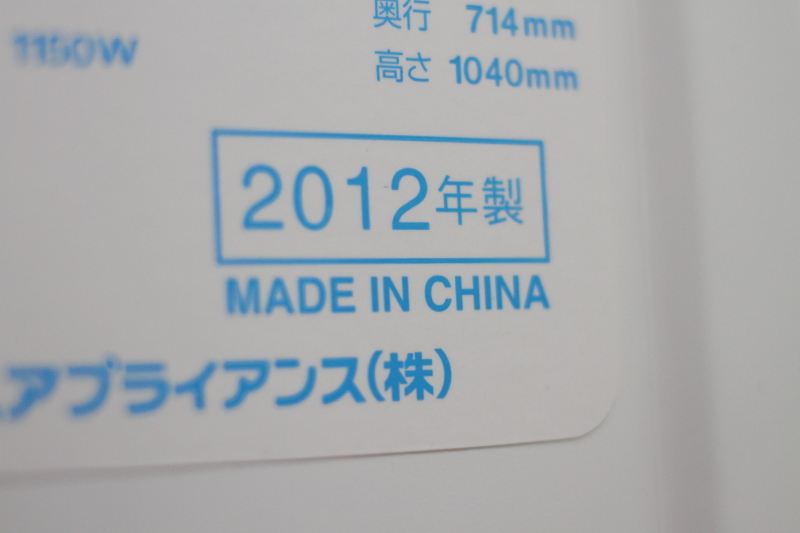 奥行 714mm
1190W
高さ 1040mm
2012年製
MADE IN CHINA
アプライアンス(株)